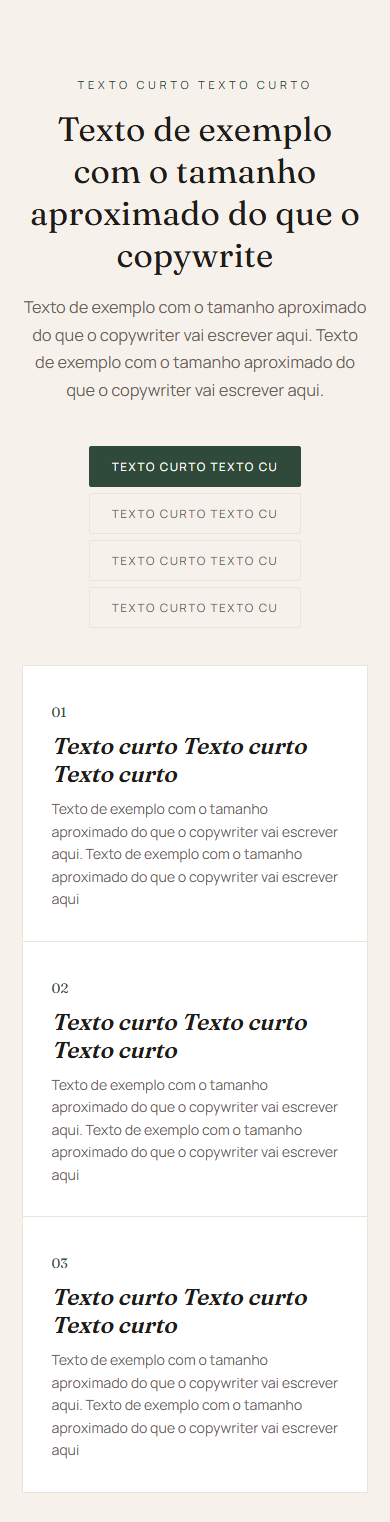 TEXTO CURTO TEXTO CURTO
Texto de exemplo
com o tamanho
aproximado do que o
copywrite
Texto de exemplo com o tamanho aproximado
do que o copywriter vai escrever aqui. Texto
de exemplo com o tamanho aproximado do
que o copywriter vai escrever aqui.
TEXTO CURTO TEXTO CU
TEXTO CURTO TEXTO CU
TEXTO CURTO TEXTO CU
TEXTO CURTO TEXTO CU
01
Texto curto Texto curto
Texto curto
Texto de exemplo com o tamanho
aproximado do que o copywriter vai escrever
aqui. Texto de exemplo com o tamanho
aproximado do que o copywriter vai escrever
aqui
02
Texto curto Texto curto
Texto curto
Texto de exemplo com o tamanho
aproximado do que o copywriter vai escrever
aqui. Texto de exemplo com o tamanho
aproximado do que o copywriter vai escrever
aqui
03
Texto curto Texto curto
Texto curto
Texto de exemplo com o tamanho
aproximado do que o copywriter vai escrever
aqui. Texto de exemplo com o tamanho
aproximado do que o copywriter vai escrever
aqui